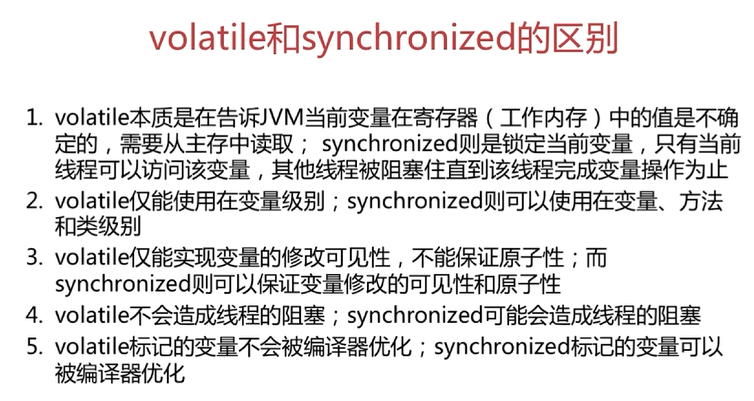 volatile和synchronized的区别
1. volatile本质是在告诉JVM当前变量在寄存器（工作内存）中的值是不确
定的，需要从主存中读取； synchronized则是锁定当前变量，只有当前
线程可以访问该变量，其他线程被阻塞住直到该线程完成变量操作为止
2. volatile仅能使用在变量级别；synchronized则可以使用在变量、方法
和类级别
3. volatile仅能实现变量的修改可见性，不能保证原子性；而
synchronized则可以保证变量修改的可见性和原子性
4. volatile不会造成线程的阻塞；synchronized可能会造成线程的阻塞
5. volatile标记的变量不会被编译器优化；synchronized标记的变量可以
被编译器优化